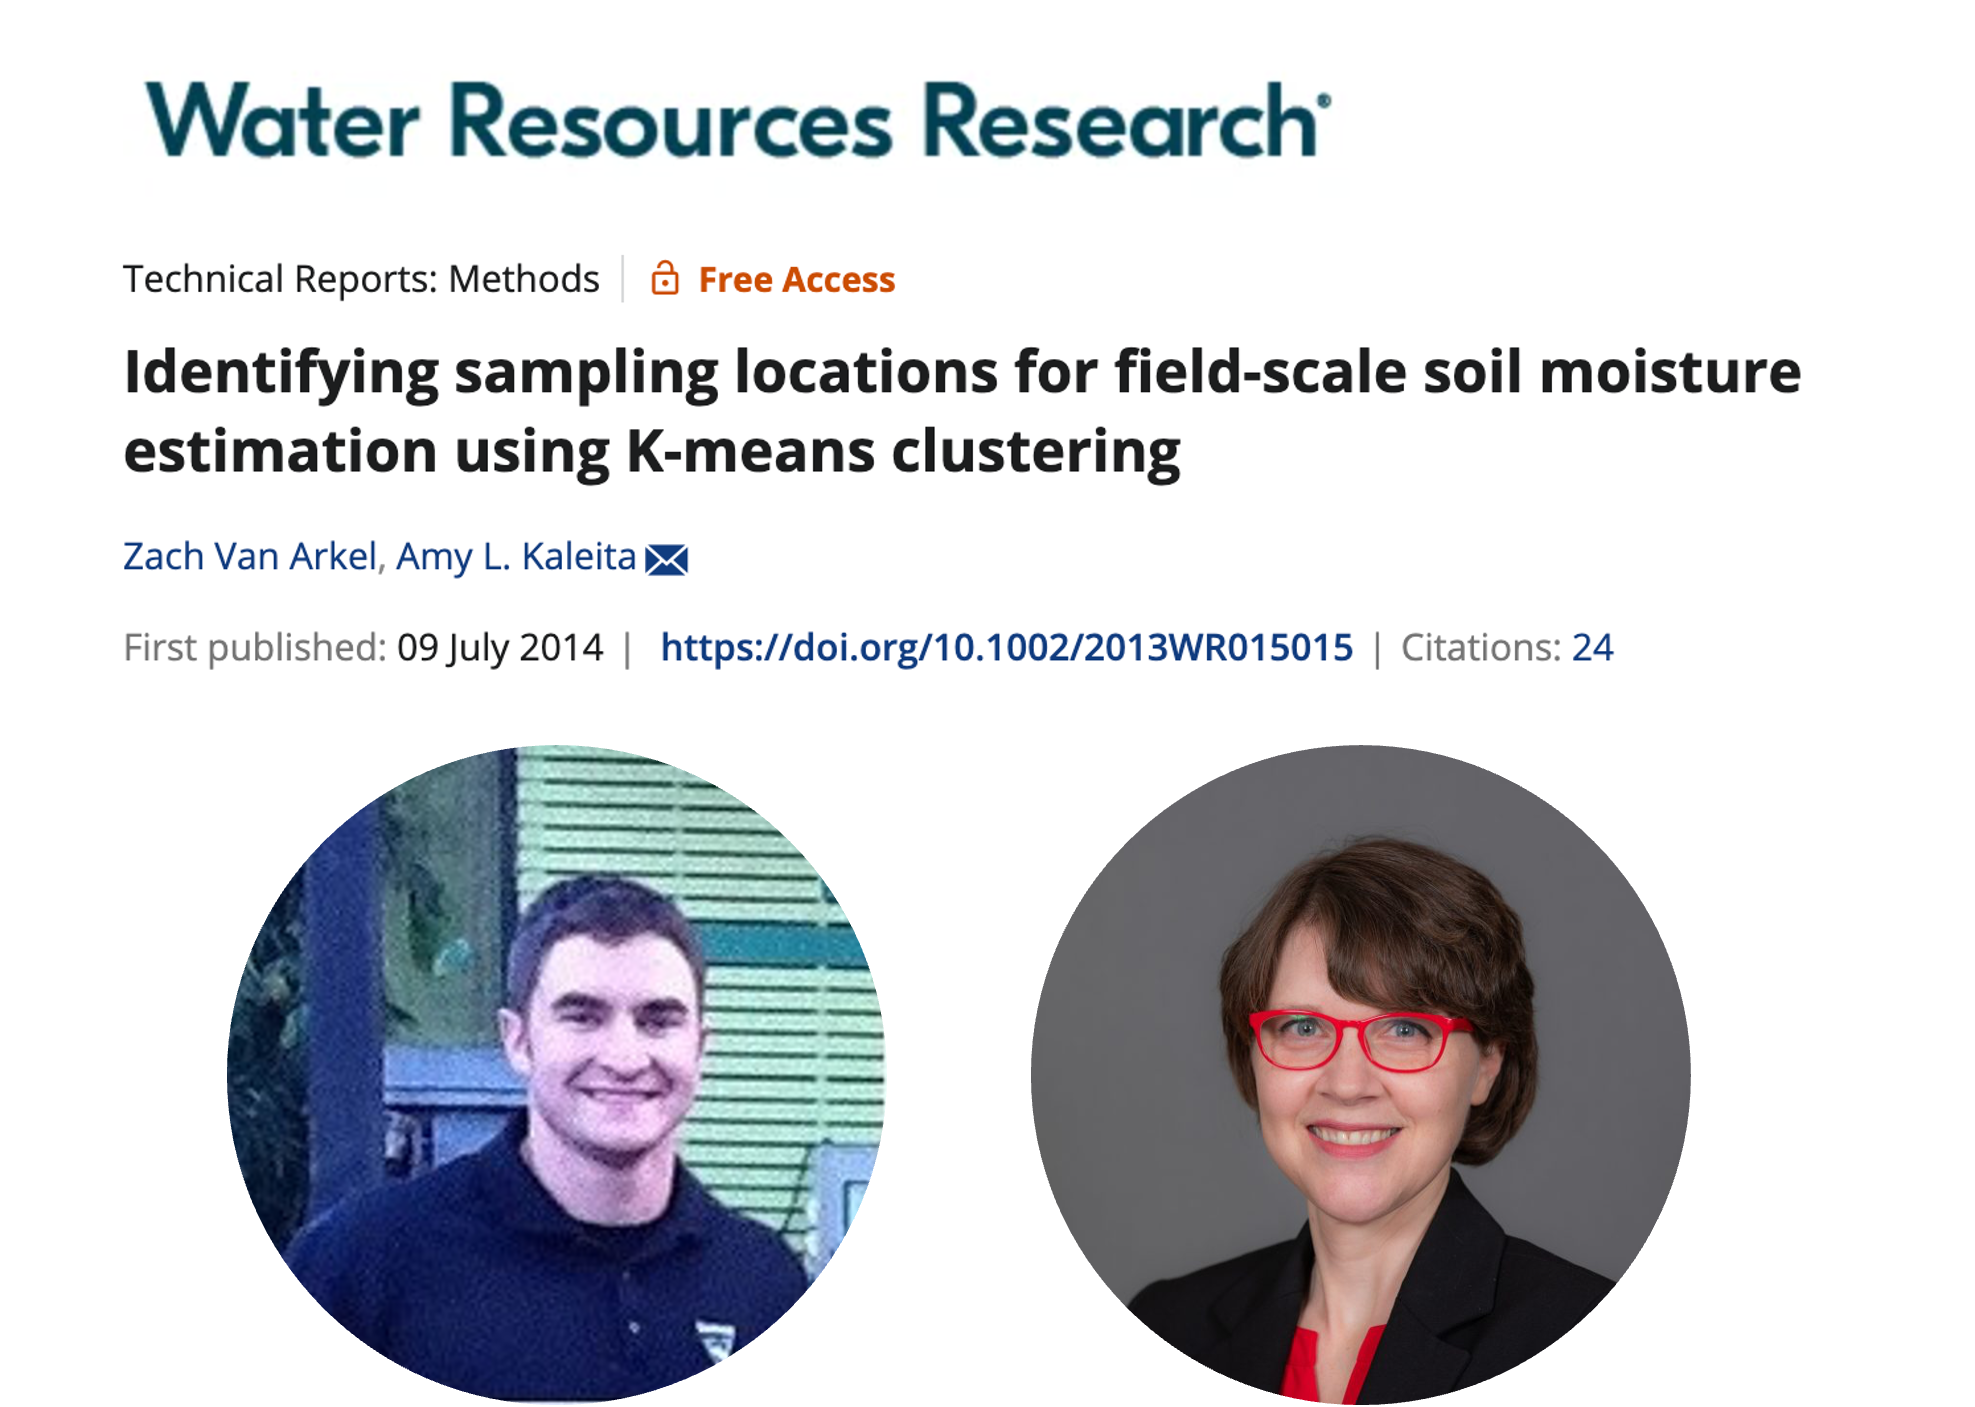 Water Resources Research®
Technical Reports: Methods | Free Access
Identifying sampling locations for field-scale soil moisture
estimation using K-means clustering
Zach Van Arkel, Amy L. Kaleita
First published: 09 July 2014 | https://doi.org/10.1002/2013WR015015 | Citations: 24